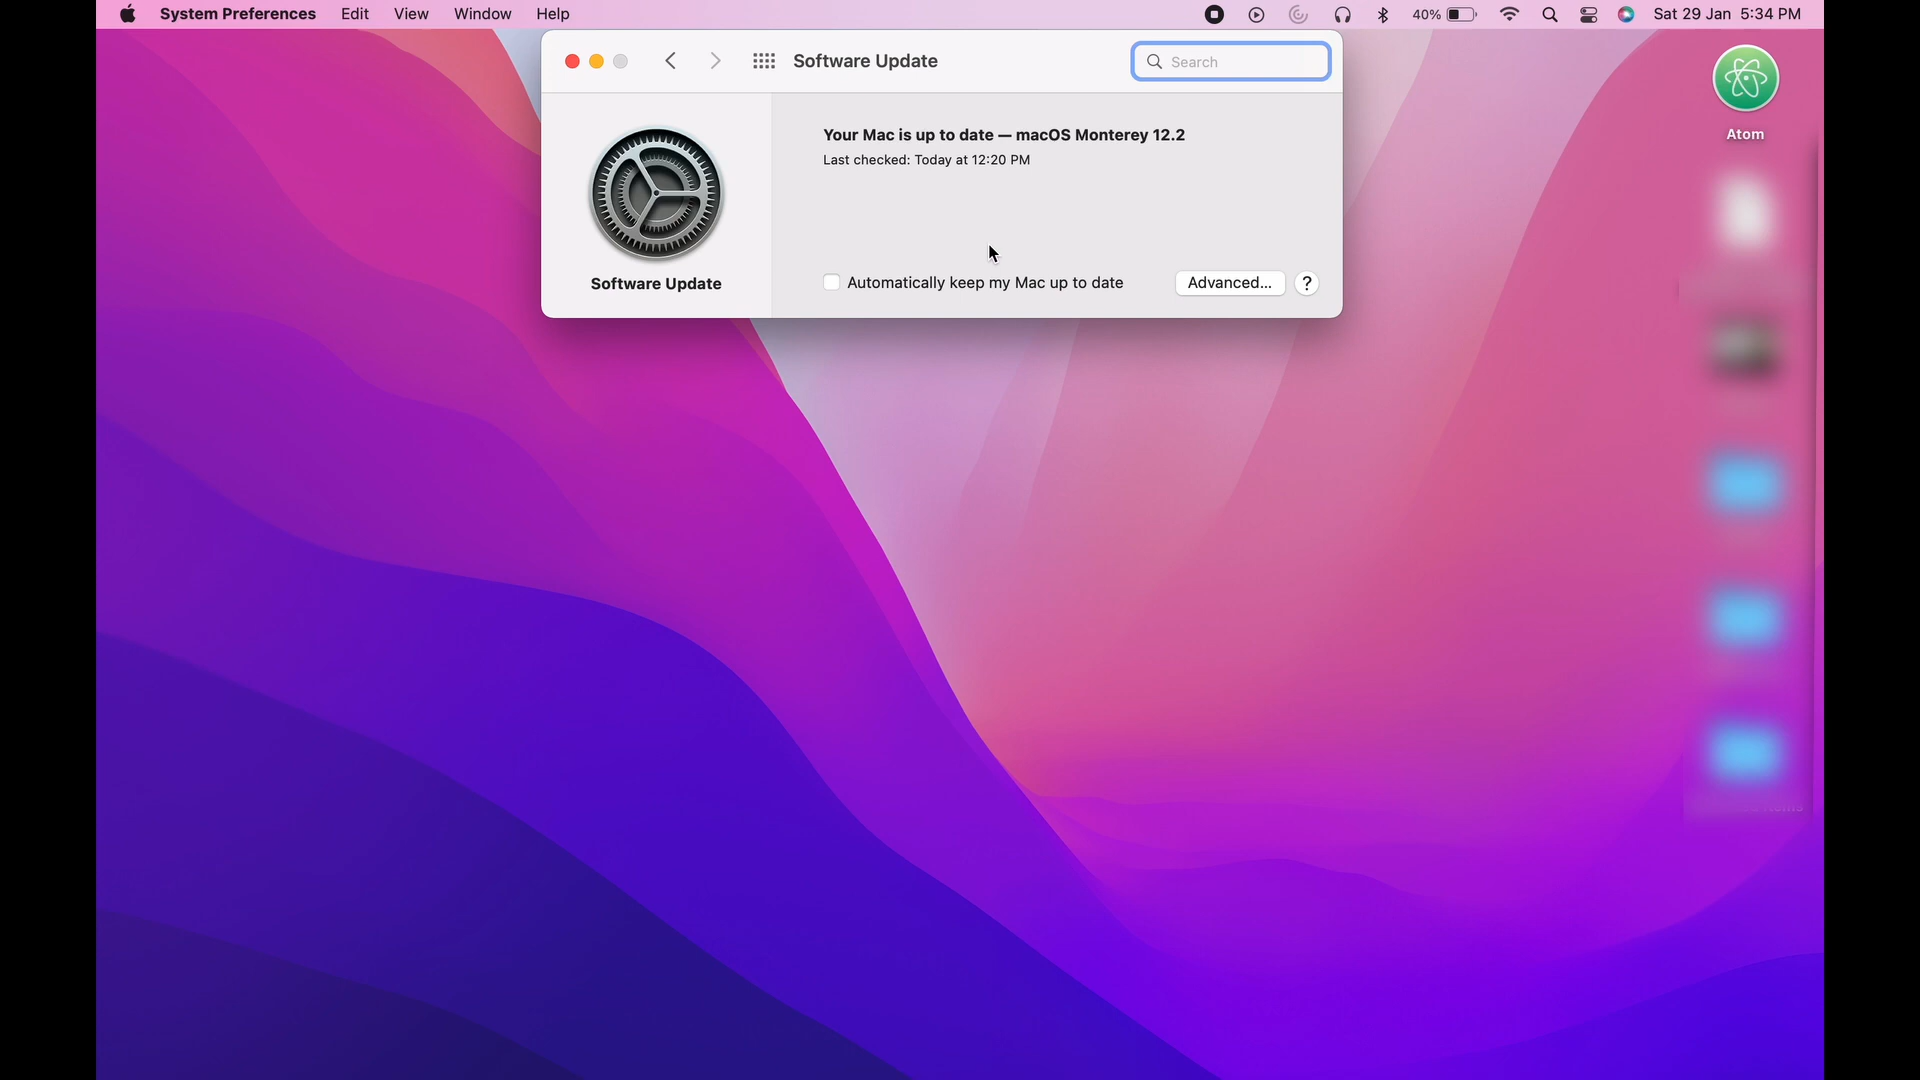 System Preferences Edit View Window Help 40% Sat 29 Jan 5:34 PM
Software Update
Search
Atom
Your Mac is up to date — macOS Monterey 12.2
Last checked: Today at 12:20 PM
Software Update
Automatically keep my Mac up to date
Advanced...
?